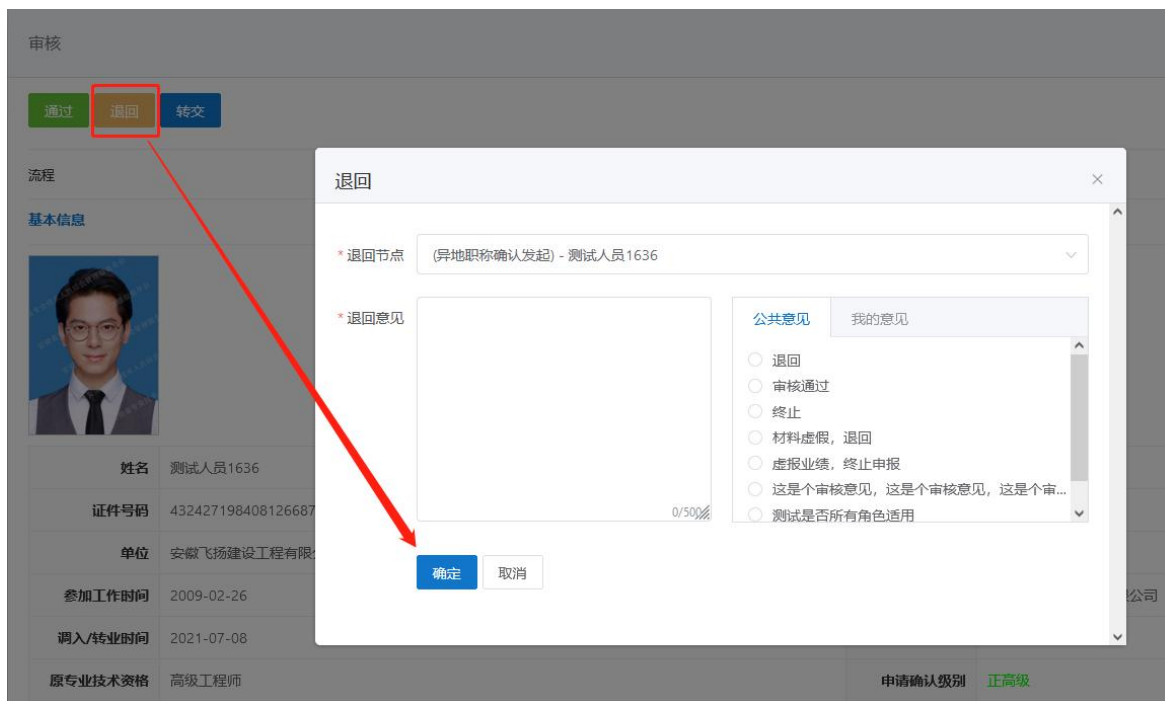 审核
通过 退回 转交
流程
基本信息
退回
*退回节点 (异地职称确认发起) - 测试人员1636
*退回意见
0/500
公共意见 我的意见
退回
审核通过
终止
材料虚假，退回
虚报业绩，终止申报
这是个审核意见，这是个审核意见，这是个审...
测试是否所有角色适用
确定 取消
姓名 测试人员1636
证件号码 432427198408126687
单位 安徽飞扬建设工程有限
参加工作时间 2009-02-26
公司
调入/转业时间 2021-07-08
原专业技术资格 高级工程师 申请确认级别 正高级